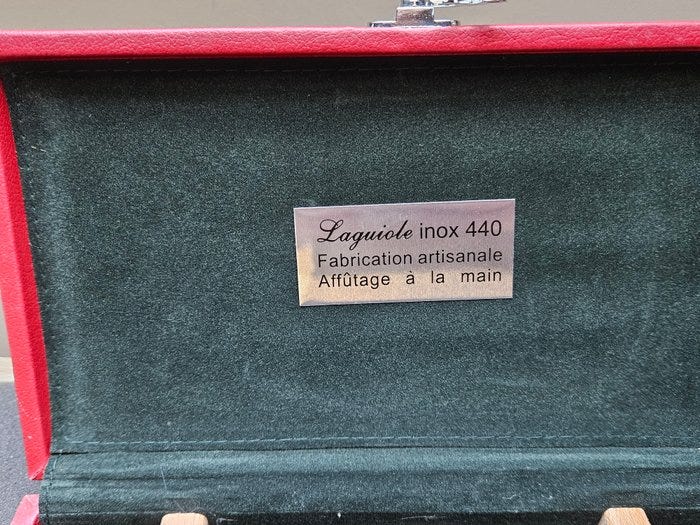 Laguiole inox 440
Fabrication artisanale
Affûtage à la main